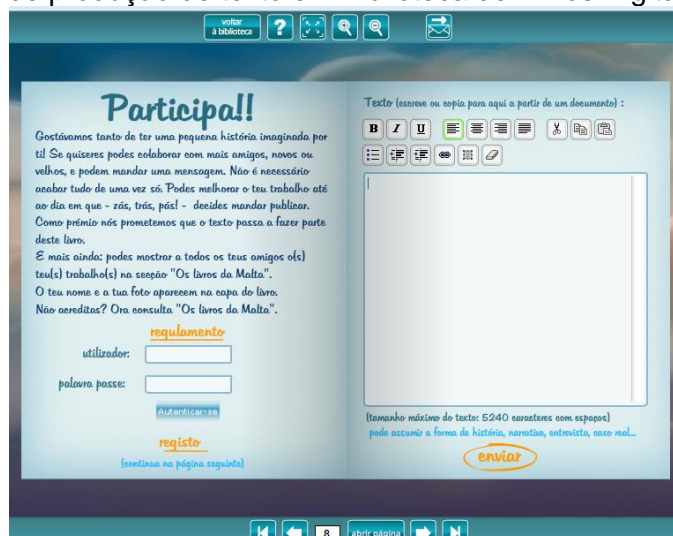 voltar
à biblioteca
?
Participa!!
Gostávamos tanto de ter uma pequena história imaginada por
ti! Se quiseres podes colaborar com mais amigos, novos ou
velhos, e podem mandar uma mensagem. Não é necessário
acabar tudo de uma vez só. Podes melhorar o teu trabalho até
ao dia em que - zás, trás, pás! - decides mandar publicar.
Como prémio nós prometemos que o texto passa a fazer parte
deste livro.
E mais ainda: podes mostrar a todos os teus amigos o(s)
teu(s) trabalho(s) na secção "Os livros da Malta".
O teu nome e a tua foto aparecem na capa do livro.
Não acreditas? Ora consulta "Os livros da Malta".
regulamento
utilizador:
palavra passe:
Autenticar-se
registo
(continua na página seguinte)
Texto (escreve ou copia para aqui a partir de um documento) :
B I U
(tamanho máximo do texto: 5240 caracteres com espaços)
pode assumir a forma de história, narrativa, entrevista, caso real...
enviar
8 abrir página